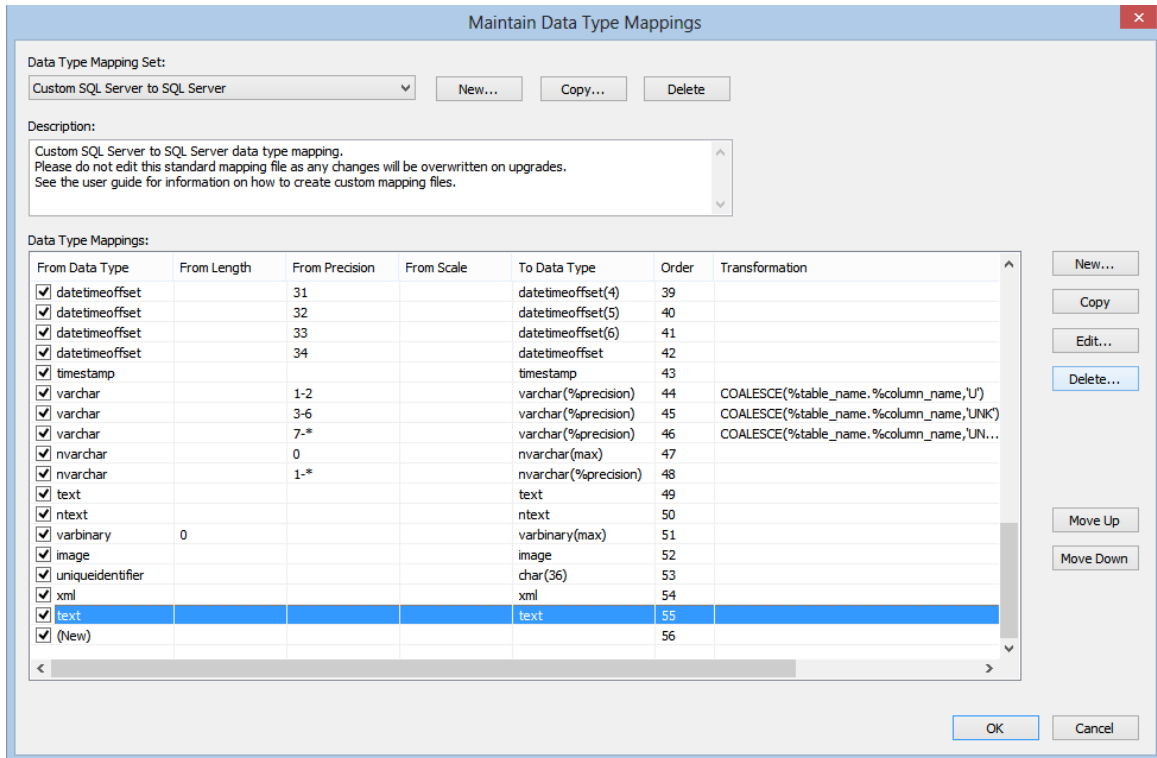 Maintain Data Type Mappings
Data Type Mapping Set:
Custom SQL Server to SQL Server New... Copy... Delete
Description:
Custom SQL Server to SQL Server data type mapping.
Please do not edit this standard mapping file as any changes will be overwritten on upgrades.
See the user guide for information on how to create custom mapping files.
Data Type Mappings:
From Data Type From Length From Precision From Scale To Data Type Order Transformation New...
datetimeoffset 31 datetimeoffset(4) 39
datetimeoffset 32 datetimeoffset(5) 40 Copy
datetimeoffset 33 datetimeoffset(6) 41
datetimeoffset 34 datetimeoffset 42 Edit...
timestamp timestamp 43 Delete...
varchar 1-2 varchar(%precision) 44 COALESCE(%table_name.%column_name,'U')
varchar 3-6 varchar(%precision) 45 COALESCE(%table_name.%column_name,'UNK')
varchar 7-* varchar(%precision) 46 COALESCE(%table_name.%column_name,'UN...
nvarchar 0 nvarchar(max) 47
nvarchar 1-* nvarchar(%precision) 48
text text 49
ntext ntext 50 Move Up
varbinary 0 varbinary(max) 51
image image 52 Move Down
uniqueidentifier char(36) 53
xml xml 54
text text 55
(New) 56
OK Cancel